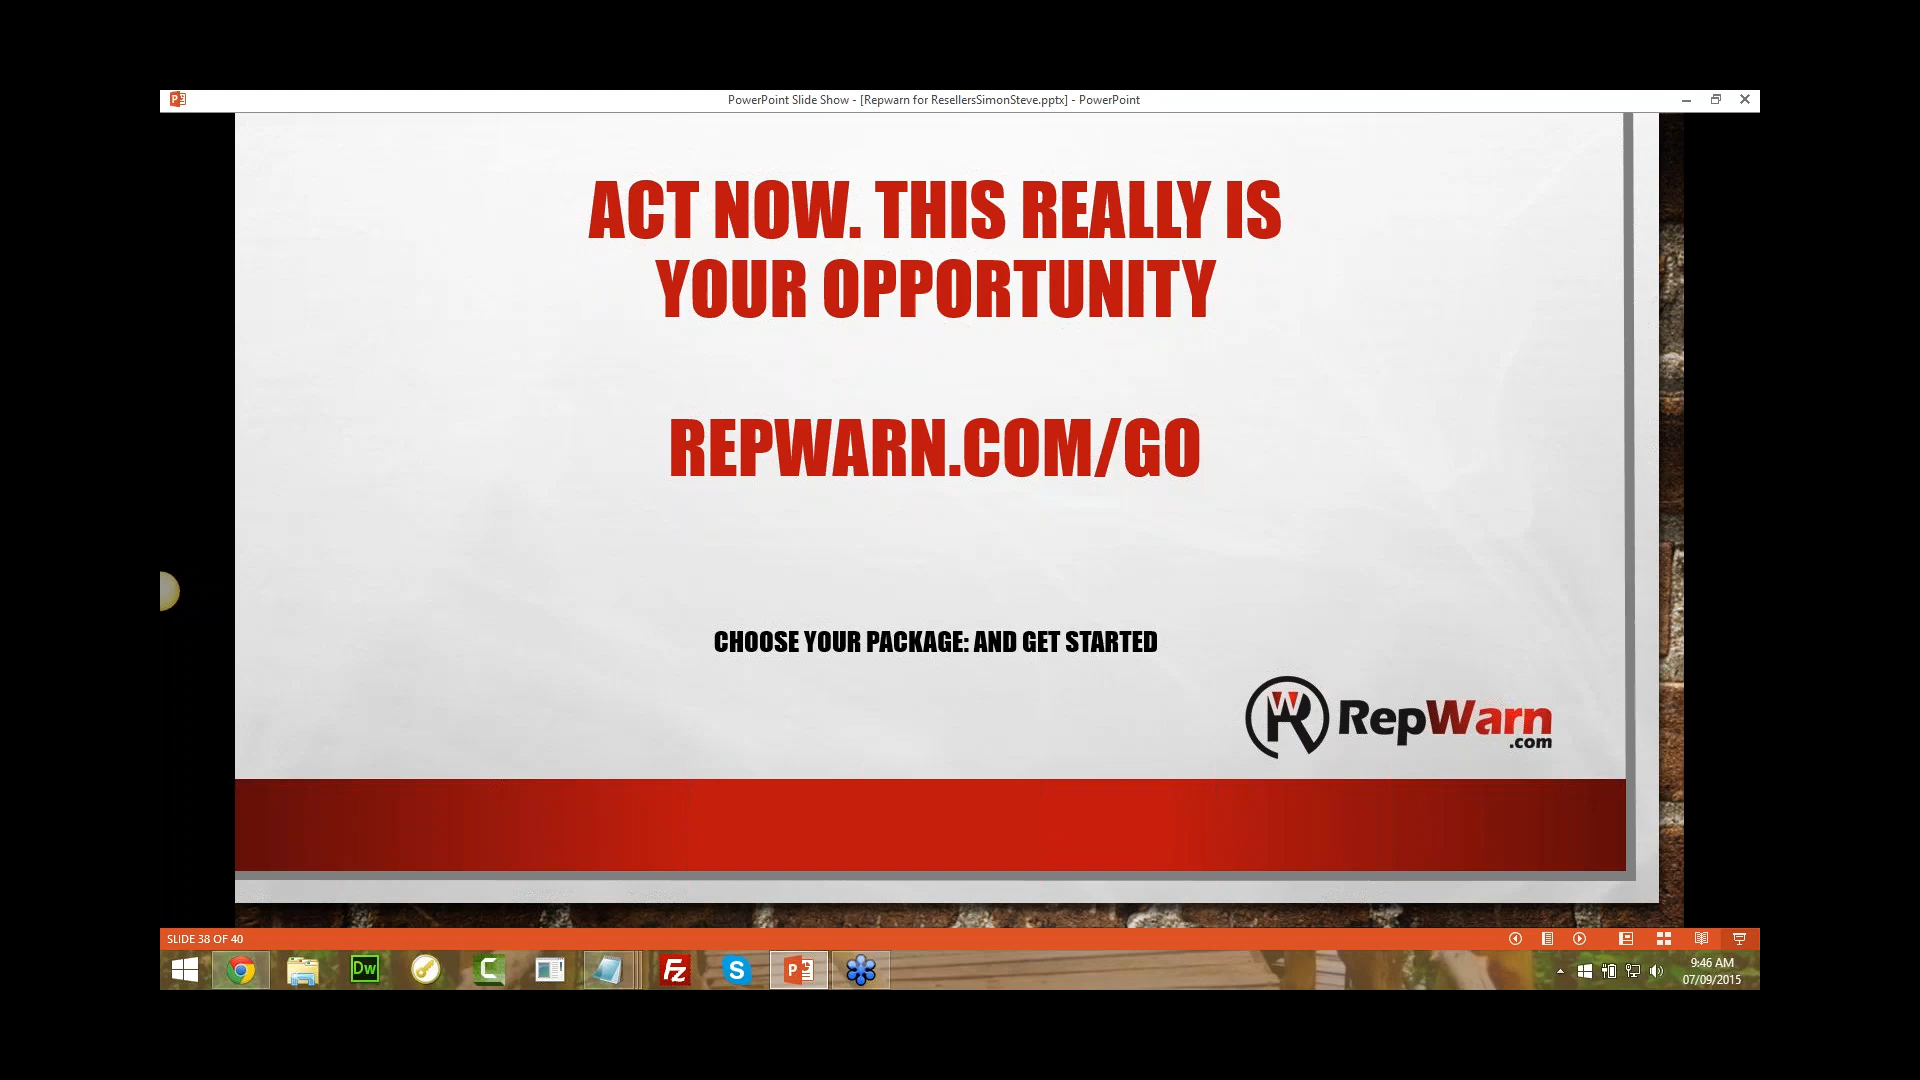 PowerPoint Slide Show - [Repwarn for ResellersSimonSteve.pptx] - PowerPoint
ACT NOW. THIS REALLY IS
YOUR OPPORTUNITY
REPWARN.COM/GO
CHOOSE YOUR PACKAGE: AND GET STARTED
RepWarn
.com
SLIDE 38 OF 40
Dw
9:46 AM
07/09/2015